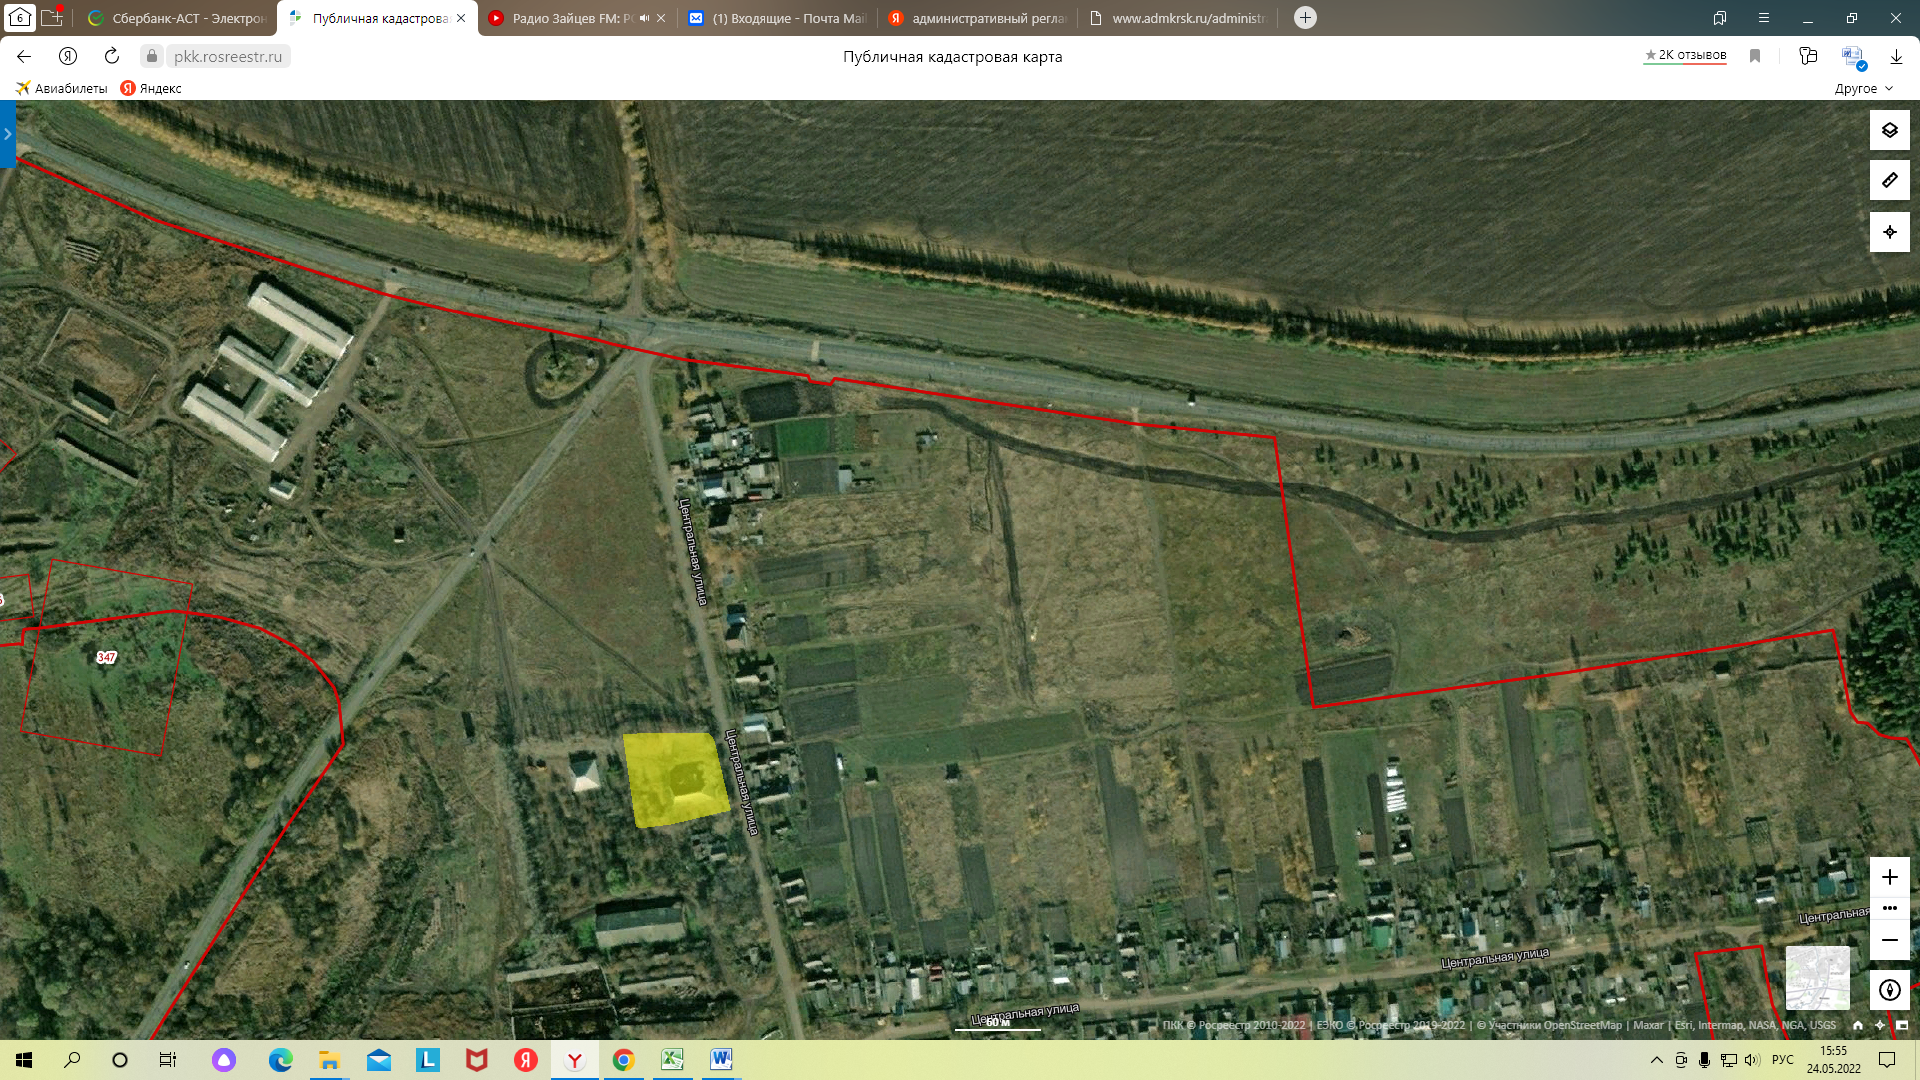 6
Сбербанк-АСТ - Электрон
Публичная кадастрова
Радио Зайцев FM: Р
(1) Входящие - Почта Mail
административный регла
www.admkrsk.ru/administra
pkk.rosreestr.ru
Публичная кадастровая карта
2К отзывов
Авиабилеты
Яндекс
Другое
Центральная улица
347
Центральная улица
Центральная
Центральная улица
Центральная улица
60 м
ПКК © Росреестр 2010-2022 | ЕЭКО © Росреестр 2019-2022 | © Участники OpenStreetMap | Maxar | Esri, Intermap, NASA, NGA, USGS
РУС
15:55
24.05.2022